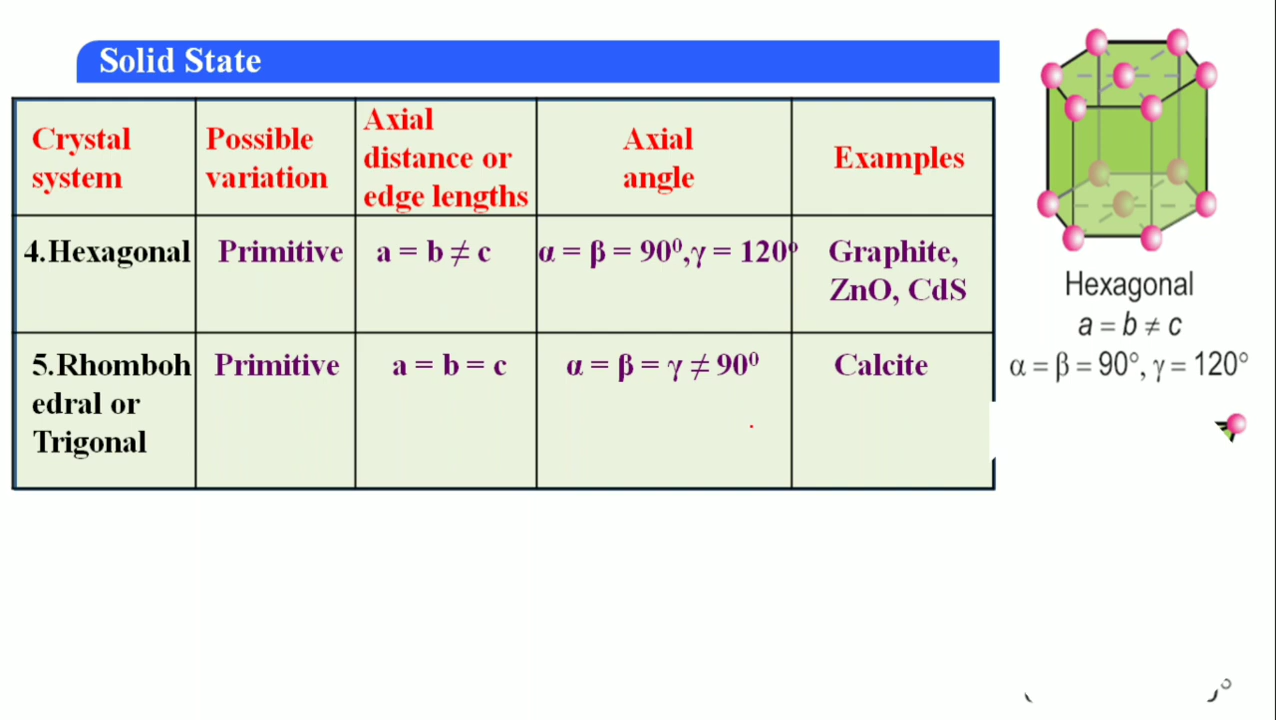 Solid State
Crystal system
Possible variation
Axial distance or edge lengths
Axial angle
Examples
4.Hexagonal
Primitive
a = b ≠ c
α = β = 90⁰,γ = 120⁰
Graphite,
ZnO, CdS
5.Rhomboh
edral or
Trigonal
Primitive
a = b = c
α = β = γ ≠ 90⁰
Calcite
Hexagonal
a = b ≠ c
α = β = 90°, γ = 120°